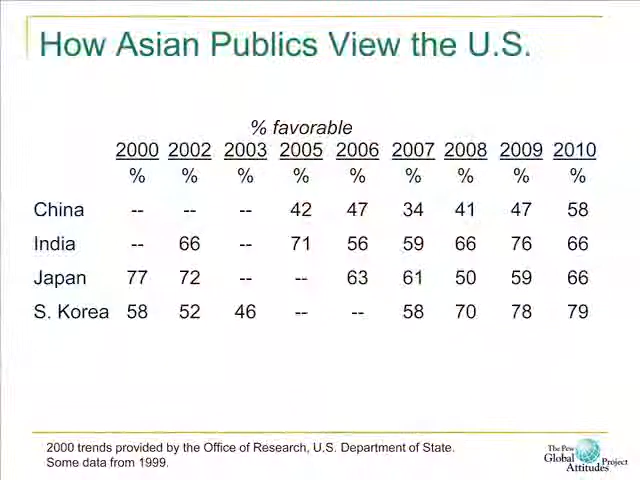 How Asian Publics View the U.S.
% favorable
2000 2002 2003 2005 2006 2007 2008 2009 2010
% % % % % % % % %
China -- -- -- 42 47 34 41 47 58
India -- 66 -- 71 56 59 66 76 66
Japan 77 72 -- -- 63 61 50 59 66
S. Korea 58 52 46 -- -- 58 70 78 79
2000 trends provided by the Office of Research, U.S. Department of State.
Some data from 1999.
The Pew
Global
Attitudes Project